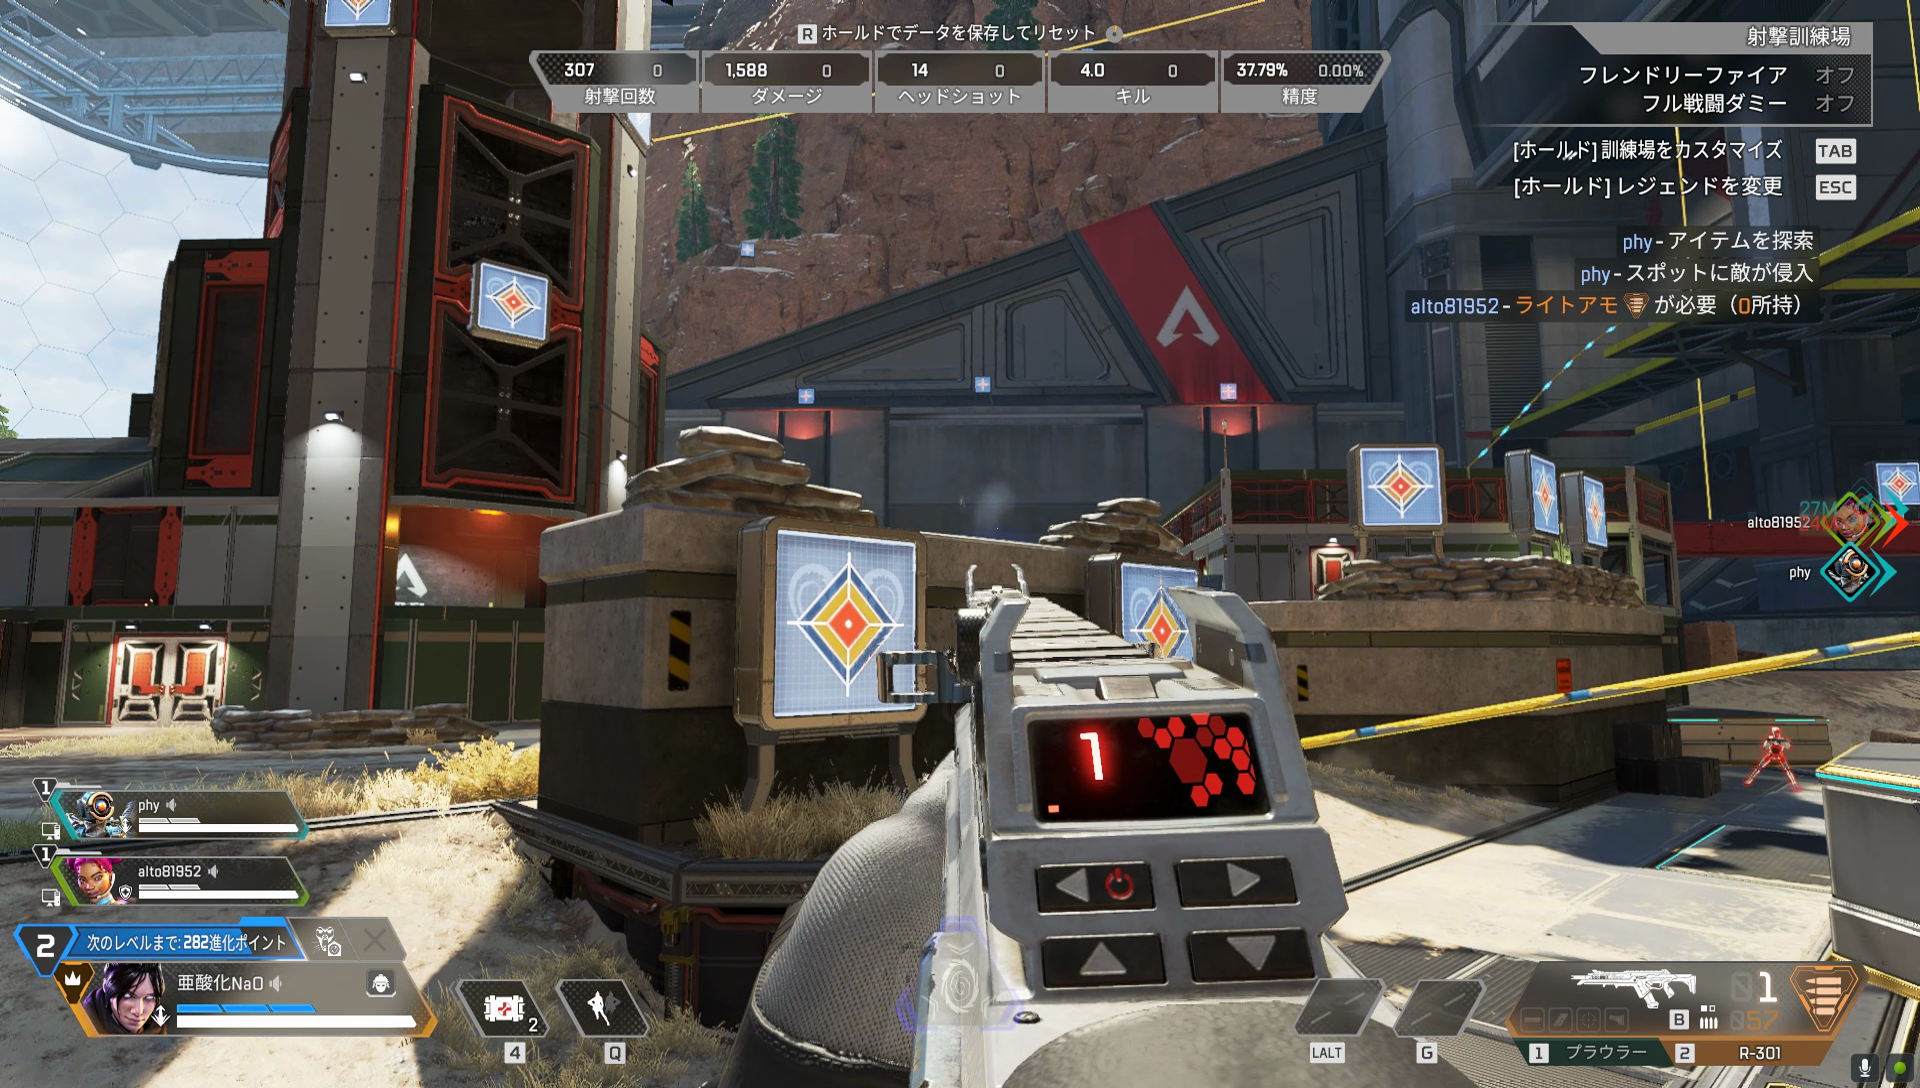 R ホールドでデータを保存してリセット
307 0 射撃回数
1,588 0 ダメージ
14 0 ヘッドショット
4.0 0 キル
37.79% 0.00% 精度
射撃訓練場
フレンドリーファイア オフ
フル戦闘ダミー オフ
[ホールド]訓練場をカスタマイズ TAB
[ホールド]レジェンドを変更 ESC
phy - アイテムを探索
phy - スポットに敵が侵入
alto81952 - ライトアモ が必要（0所持）
alto81952
phy
1
1 phy
1 alto81952
2 次のレベルまで: 282進化ポイント
亜酸化NaO
2
4
Q
LALT
G
1
B 057
1 プラウラー 2 R-301